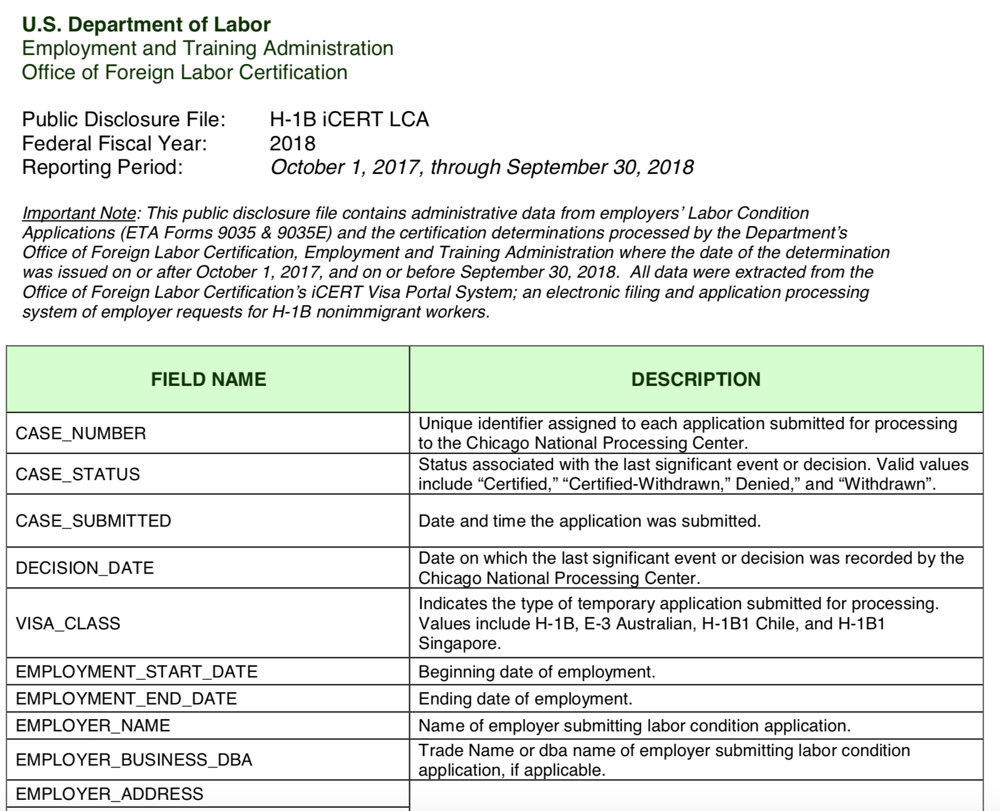 U.S. Department of Labor
Employment and Training Administration
Office of Foreign Labor Certification
Public Disclosure File: H-1B iCERT LCA
Federal Fiscal Year: 2018
Reporting Period: October 1, 2017, through September 30, 2018
Important Note: This public disclosure file contains administrative data from employers’ Labor Condition
Applications (ETA Forms 9035 & 9035E) and the certification determinations processed by the Department’s
Office of Foreign Labor Certification, Employment and Training Administration where the date of the determination
was issued on or after October 1, 2017, and on or before September 30, 2018.  All data were extracted from the
Office of Foreign Labor Certification’s iCERT Visa Portal System; an electronic filing and application processing
system of employer requests for H-1B nonimmigrant workers.
FIELD NAME DESCRIPTION
CASE_NUMBER
Unique identifier assigned to each application submitted for processing
to the Chicago National Processing Center.
CASE_STATUS
Status associated with the last significant event or decision. Valid values
include “Certified,” “Certified-Withdrawn,” Denied,” and “Withdrawn”.
CASE_SUBMITTED Date and time the application was submitted.
DECISION_DATE
Date on which the last significant event or decision was recorded by the
Chicago National Processing Center.
VISA_CLASS
Indicates the type of temporary application submitted for processing.
Values include H-1B, E-3 Australian, H-1B1 Chile, and H-1B1
Singapore.
EMPLOYMENT_START_DATE Beginning date of employment.
EMPLOYMENT_END_DATE Ending date of employment.
EMPLOYER_NAME Name of employer submitting labor condition application.
EMPLOYER_BUSINESS_DBA
Trade Name or dba name of employer submitting labor condition
application, if applicable.
EMPLOYER_ADDRESS